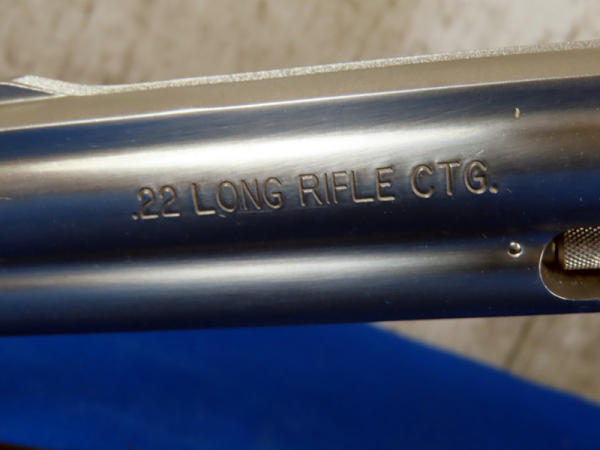 .22 LONG RIFLE CTG.